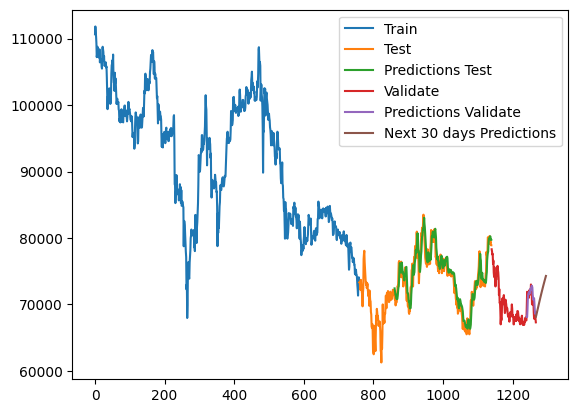 110000
100000
90000
80000
70000
60000
0
200
400
600
800
1000
1200
Train
Test
Predictions Test
Validate
Predictions Validate
Next 30 days Predictions